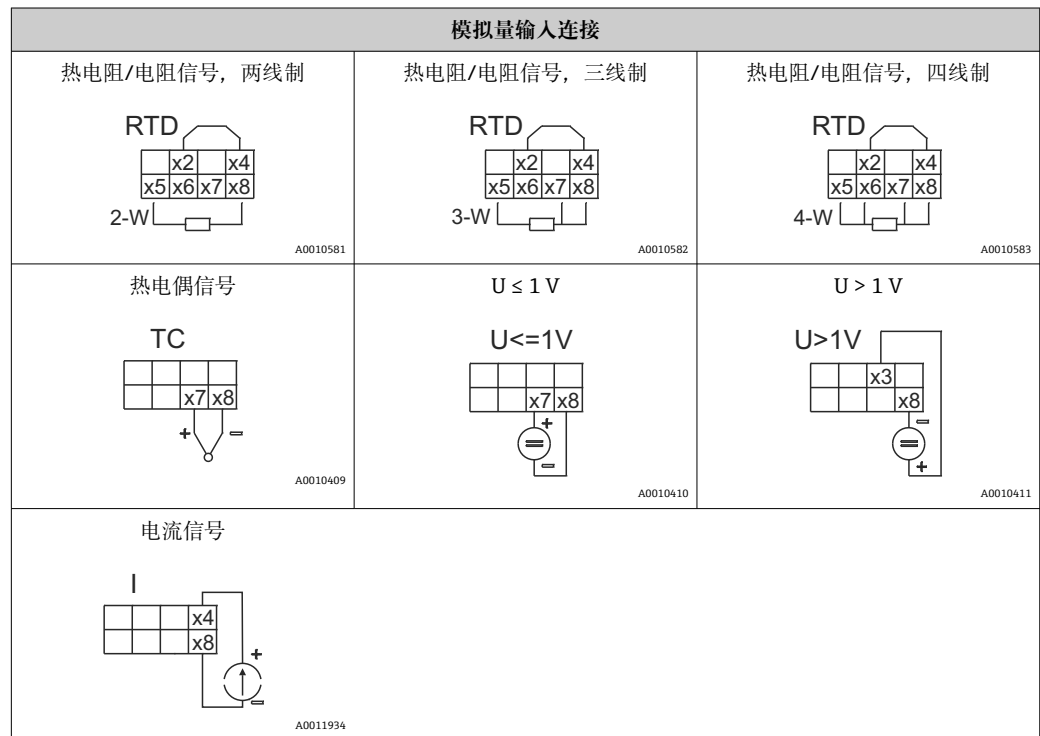 模拟量输入连接
热电阻/电阻信号，两线制
热电阻/电阻信号，三线制
热电阻/电阻信号，四线制
RTD
x2 x4
x5 x6 x7 x8
2-W
A0010581
RTD
x2 x4
x5 x6 x7 x8
3-W
A0010582
RTD
x2 x4
x5 x6 x7 x8
4-W
A0010583
热电偶信号
U ≤ 1 V
U > 1 V
TC
x7 x8
+ −
A0010409
U<=1V
x7 x8
+
=
−
A0010410
U>1V
x3
x8
−
=
+
A0010411
电流信号
I
x4
x8
+
−
A0011934